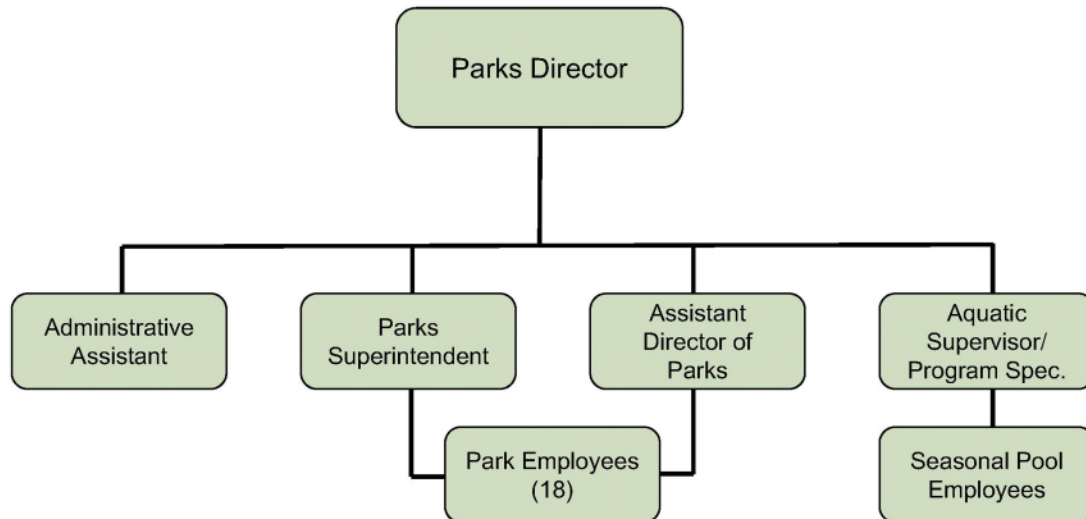 Parks Director
Administrative
Assistant
Parks
Superintendent
Assistant
Director of
Parks
Aquatic
Supervisor/
Program Spec.
Park Employees
(18)
Seasonal Pool
Employees